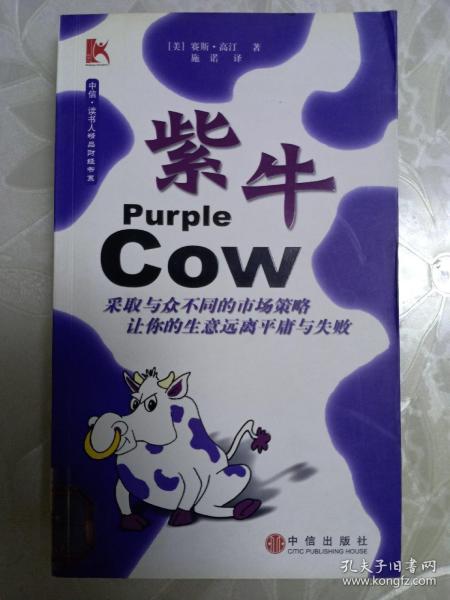 [美] 赛斯·高汀 著
施诺 译
中信·读书人精品财经书系
紫牛
Purple
Cow
采取与众不同的市场策略
让你的生意远离平庸与失败
中信出版社
CITIC PUBLISHING HOUSE
孔夫子旧书网
www.kongfz.com